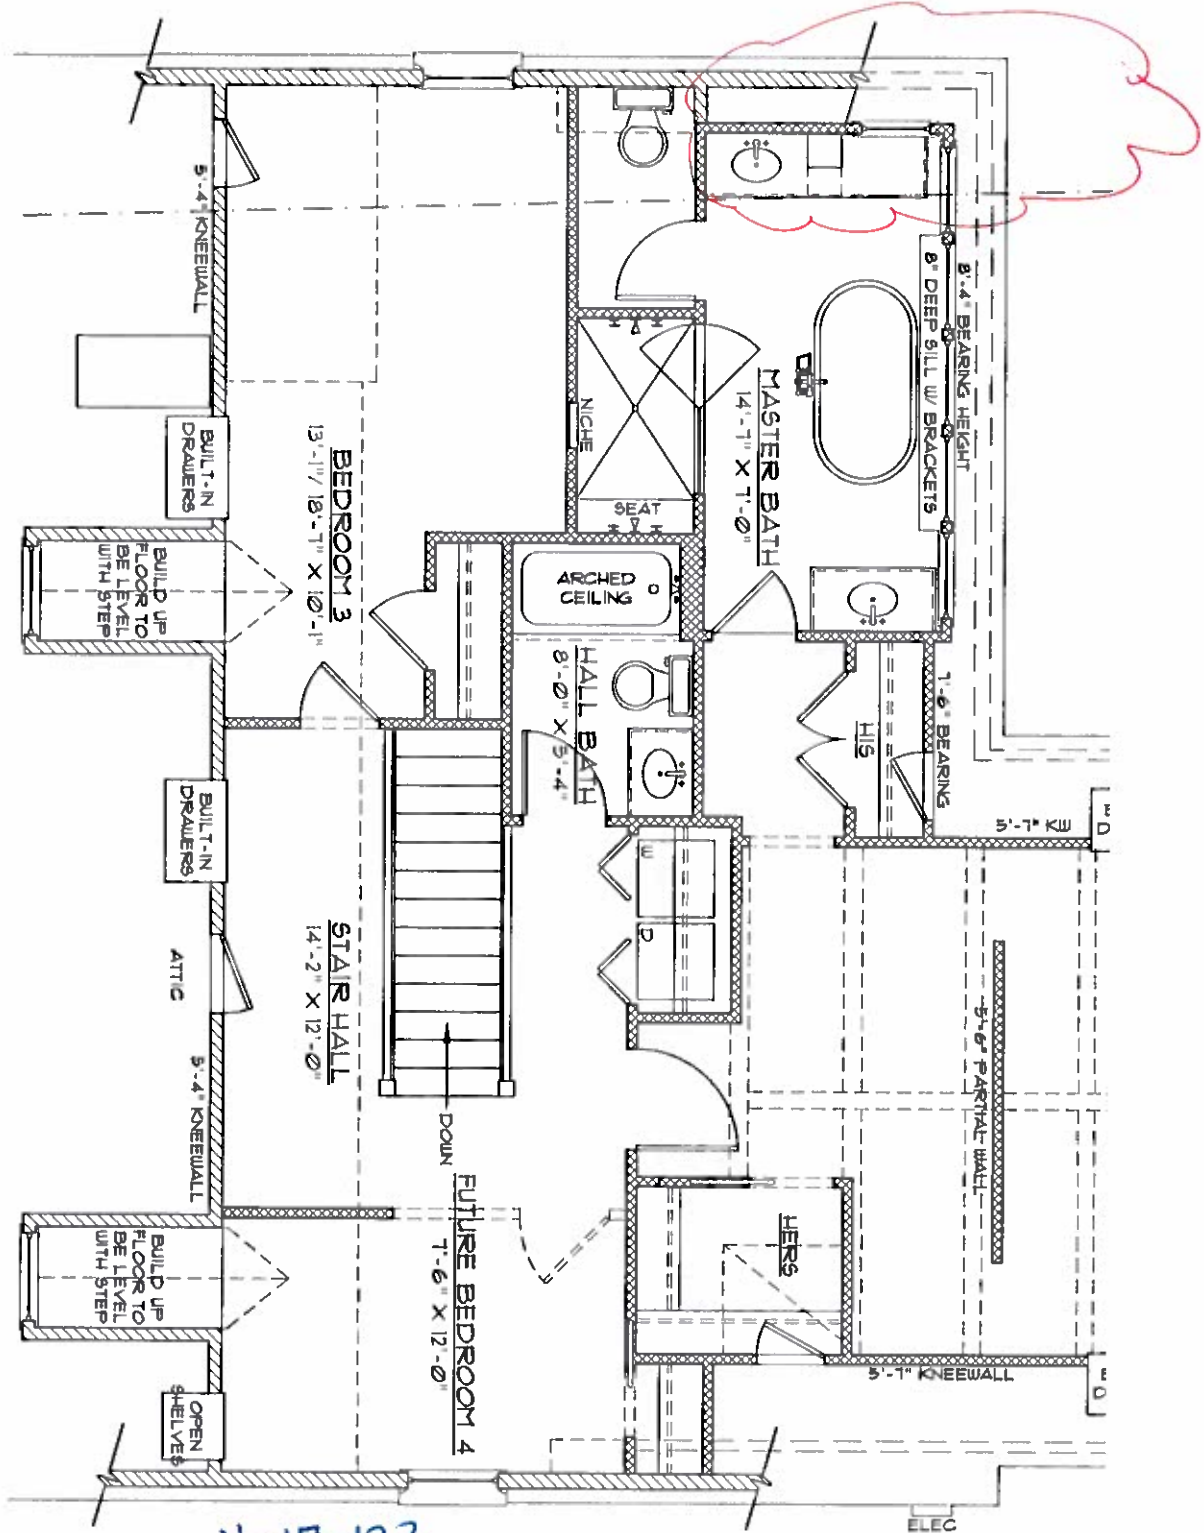 5'-4" KNEEWALL
BUILT-IN
DRAWERS
BUILD UP
FLOOR TO
BE LEVEL
WITH STEP
BEDROOM 3
13'-1"/18'-7" X 10'-1"
NICHE
SEAT
MASTER BATH
14'-7" X 7'-0"
8" DEEP SILL W/ BRACKETS
8'-4" BEARING HEIGHT
ARCHED
CEILING
HALL BATH
8'-0" X 5'-4"
HIS
7'-6" BEARING
5'-7" KW
BUILT-IN
DRAWERS
ATTIC
STAIR HALL
14'-2" X 12'-0"
D
DOWN
5'-6" PARTIAL WALL
5'-4" KNEEWALL
BUILD UP
FLOOR TO
BE LEVEL
WITH STEP
FUTURE BEDROOM 4
7'-6" X 12'-0"
HERS
5'-7" KNEEWALL
OPEN
SHELVES
ELEC